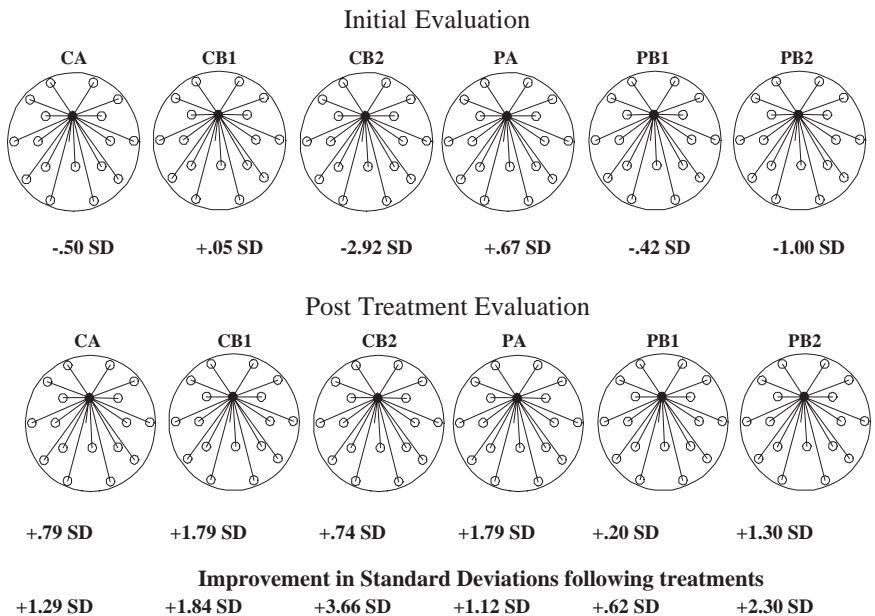 Initial Evaluation
CA CB1 CB2 PA PB1 PB2
-.50 SD +.05 SD -2.92 SD +.67 SD -.42 SD -1.00 SD
Post Treatment Evaluation
CA CB1 CB2 PA PB1 PB2
+.79 SD +1.79 SD +.74 SD +1.79 SD +.20 SD +1.30 SD
Improvement in Standard Deviations following treatments
+1.29 SD +1.84 SD +3.66 SD +1.12 SD +.62 SD +2.30 SD